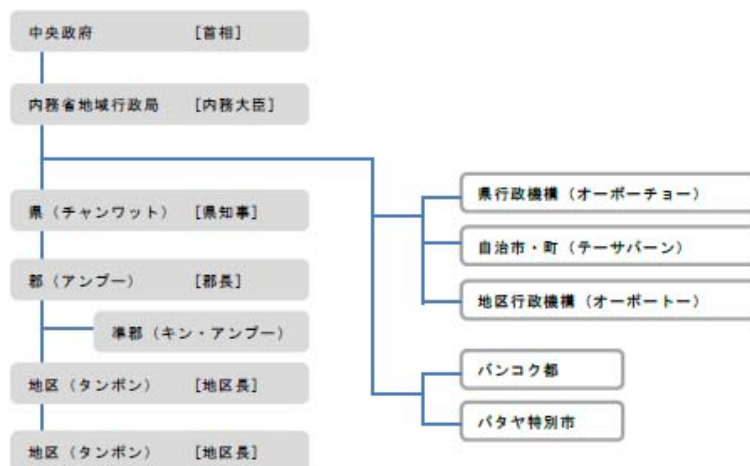 中央政府 [首相]
内務省地域行政局 [内務大臣]
県(チャンワット) [県知事]
郡(アンプー) [郡長]
準郡(キン・アンプー)
地区(タンボン) [地区長]
地区(タンボン) [地区長]
県行政機構(オーボーチョー)
自治市・町(テーサバーン)
地区行政機構(オーボートー)
バンコク都
パタヤ特別市